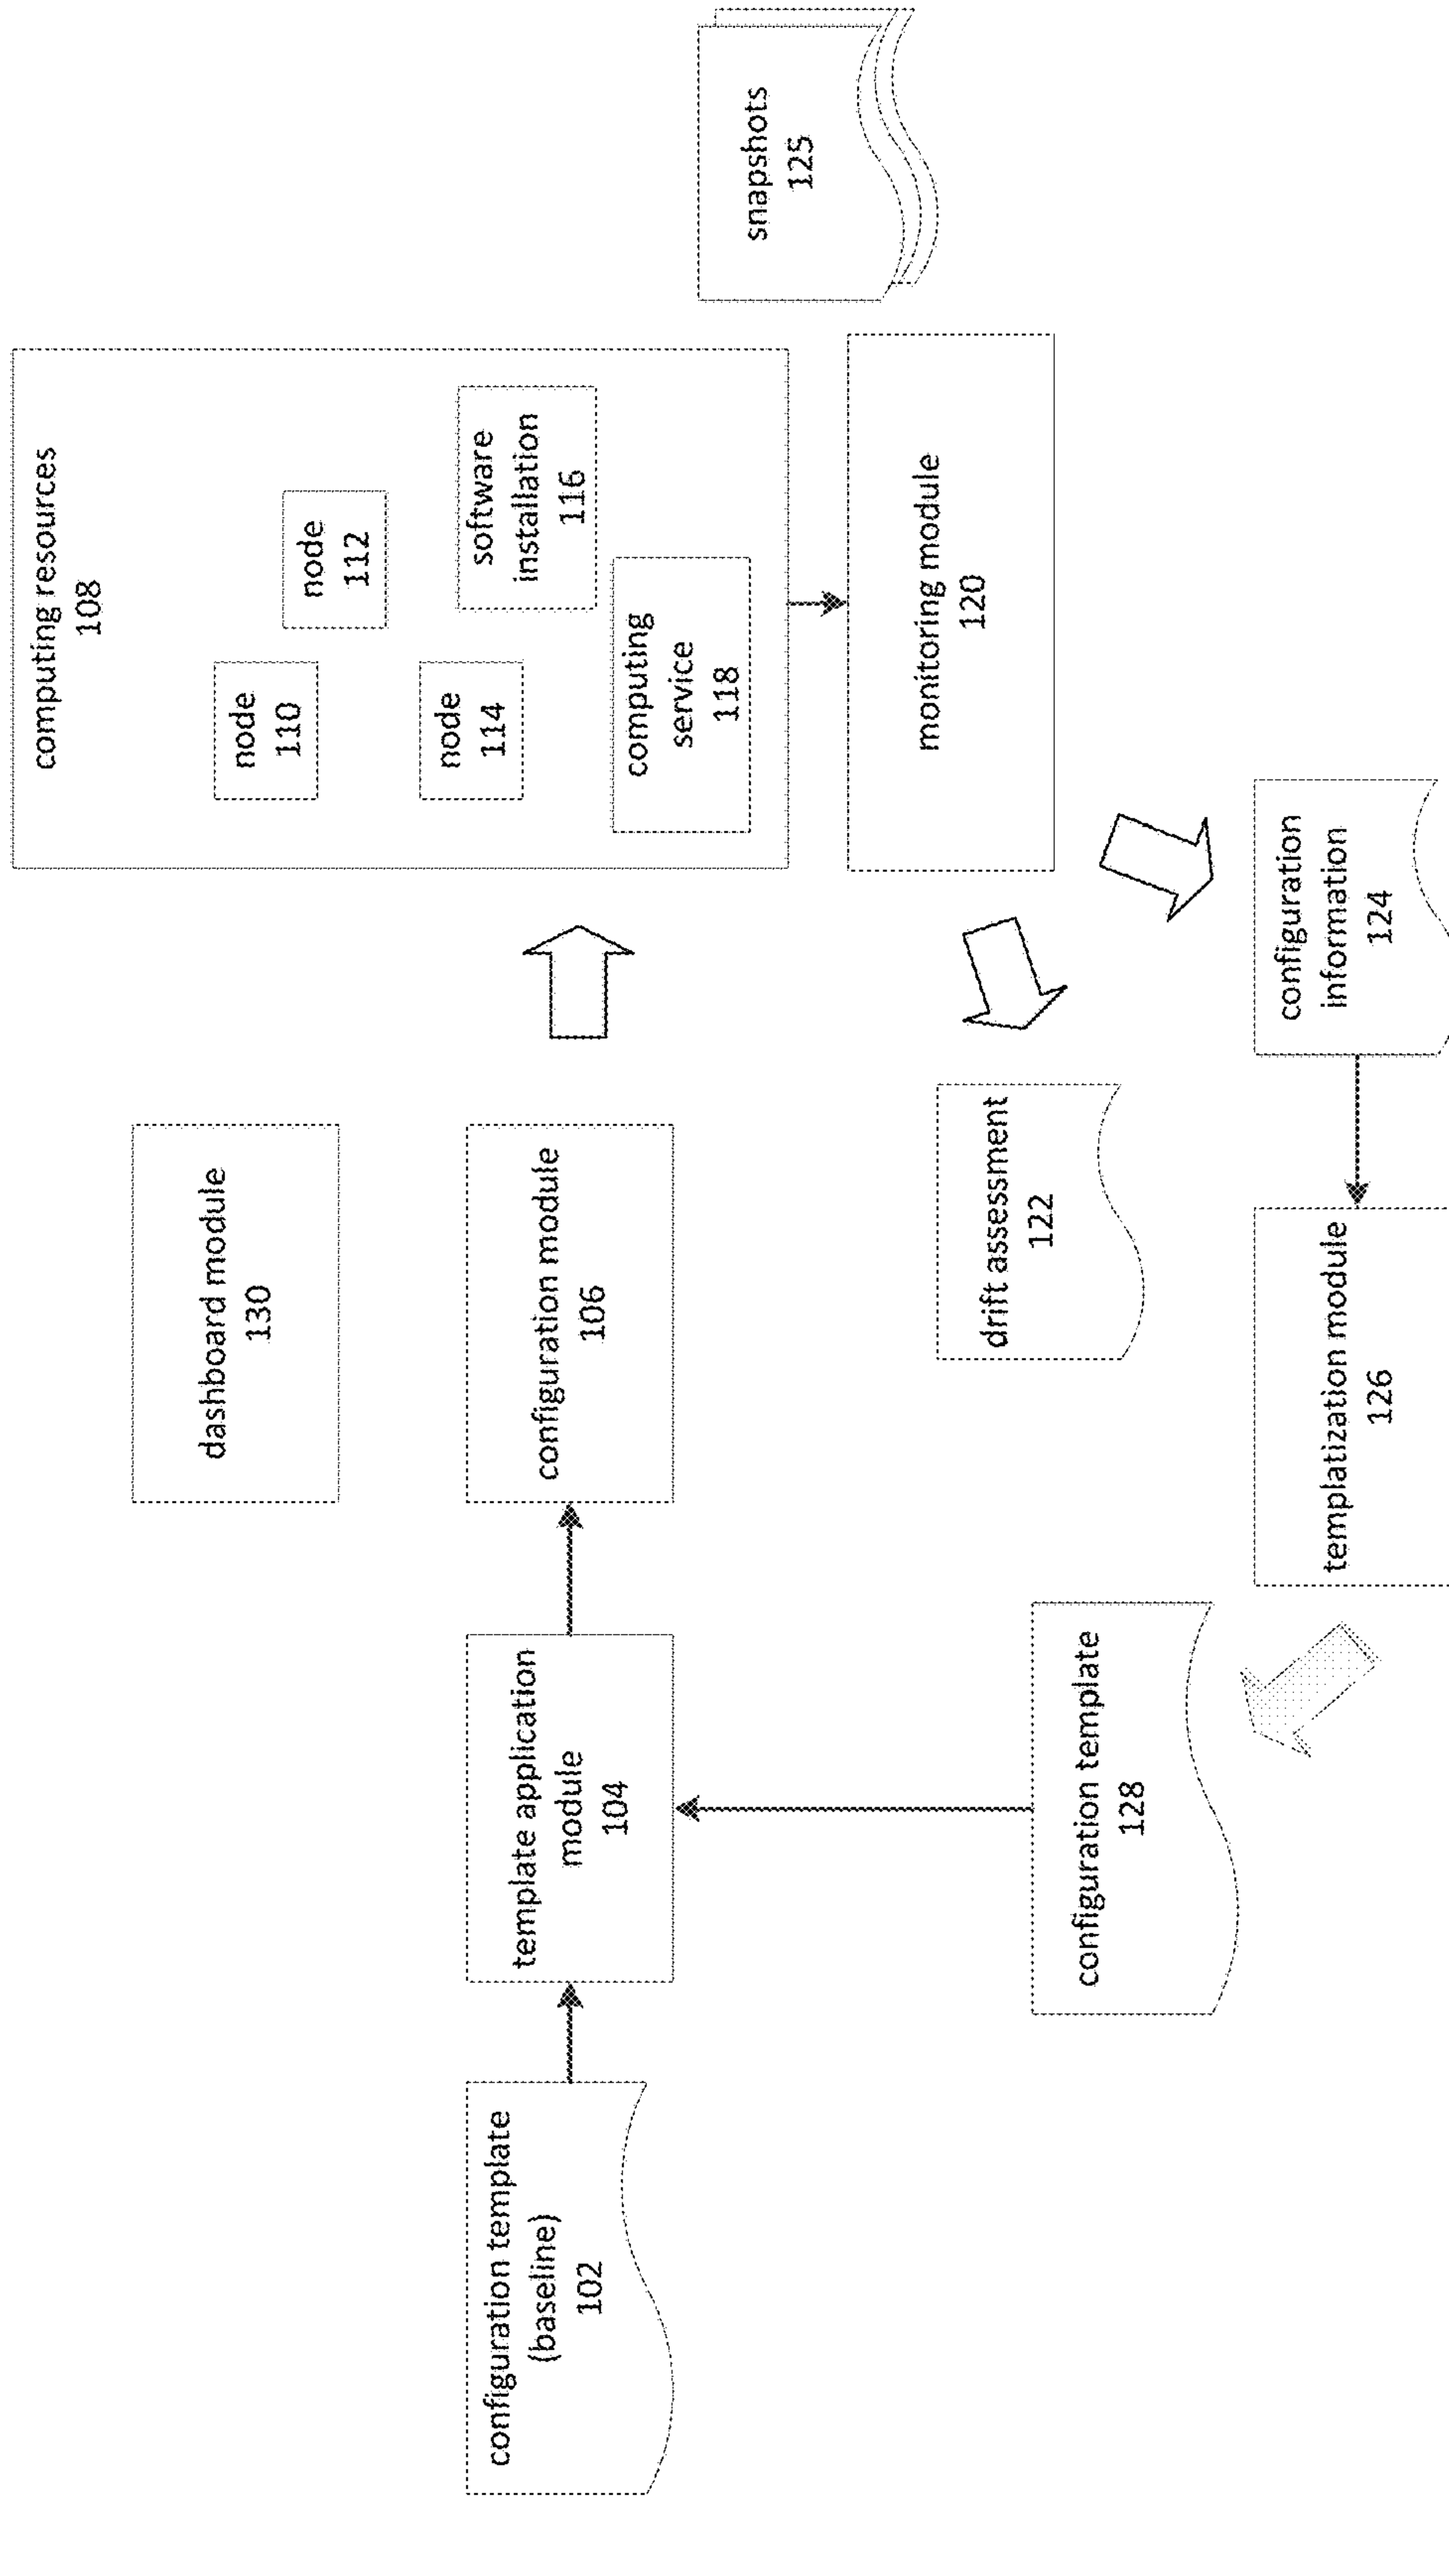 computing resources
108
node
110
node
112
node
114
software
installation
116
computing
service
118
snapshots
125
dashboard module
130
configuration module
106
template application
module
104
configuration template
(baseline)
102
monitoring module
120
drift assessment
122
configuration
information
124
templatization module
126
configuration template
128